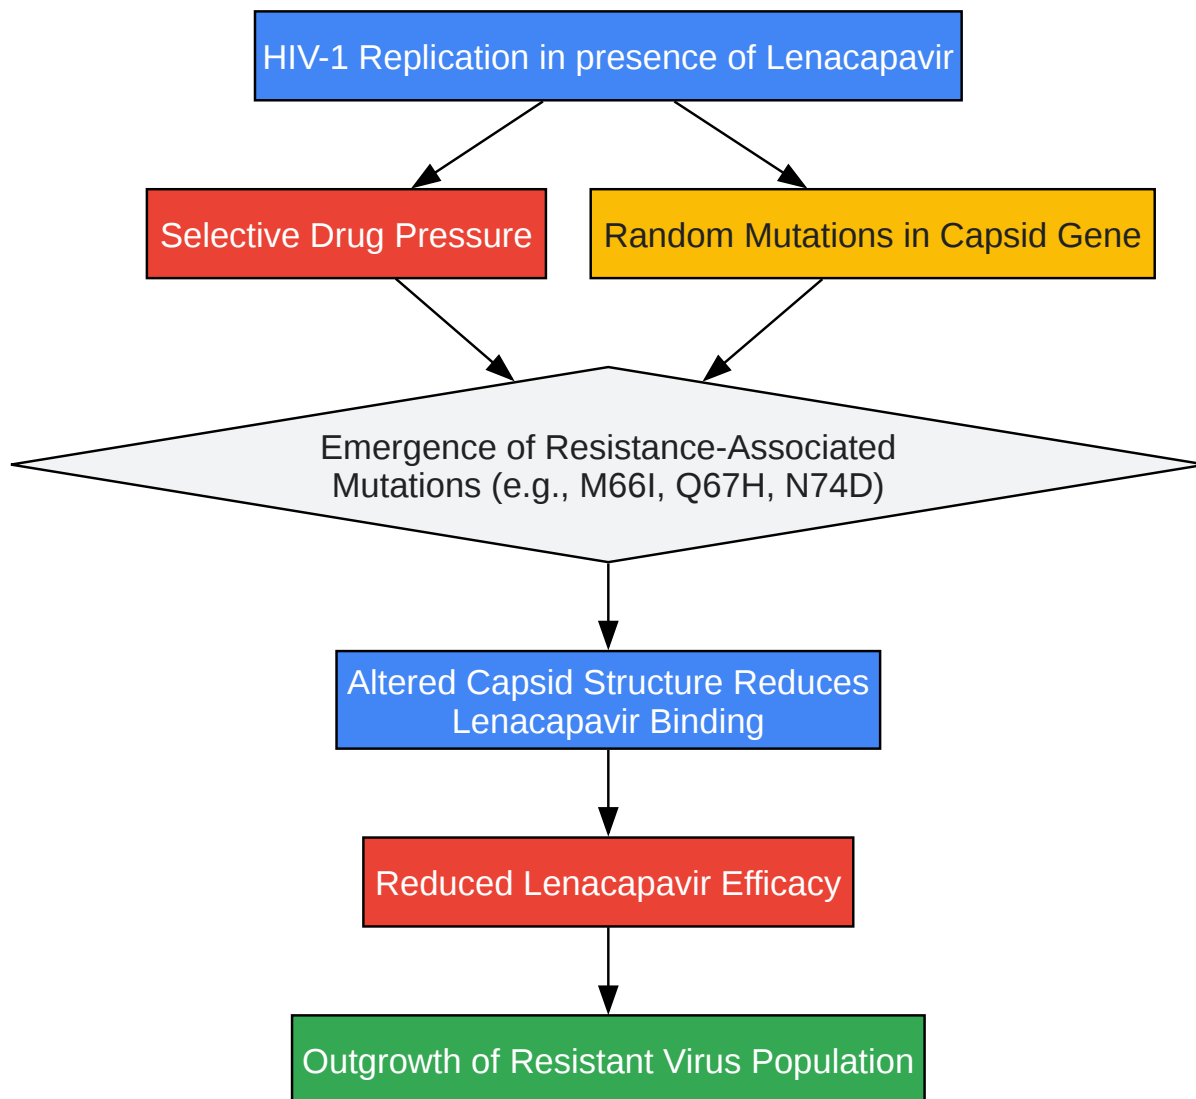 HIV-1 Replication in presence of Lenacapavir
Selective Drug Pressure
Random Mutations in Capsid Gene
Emergence of Resistance-Associated
Mutations (e.g., M66I, Q67H, N74D)
Altered Capsid Structure Reduces
Lenacapavir Binding
Reduced Lenacapavir Efficacy
Outgrowth of Resistant Virus Population